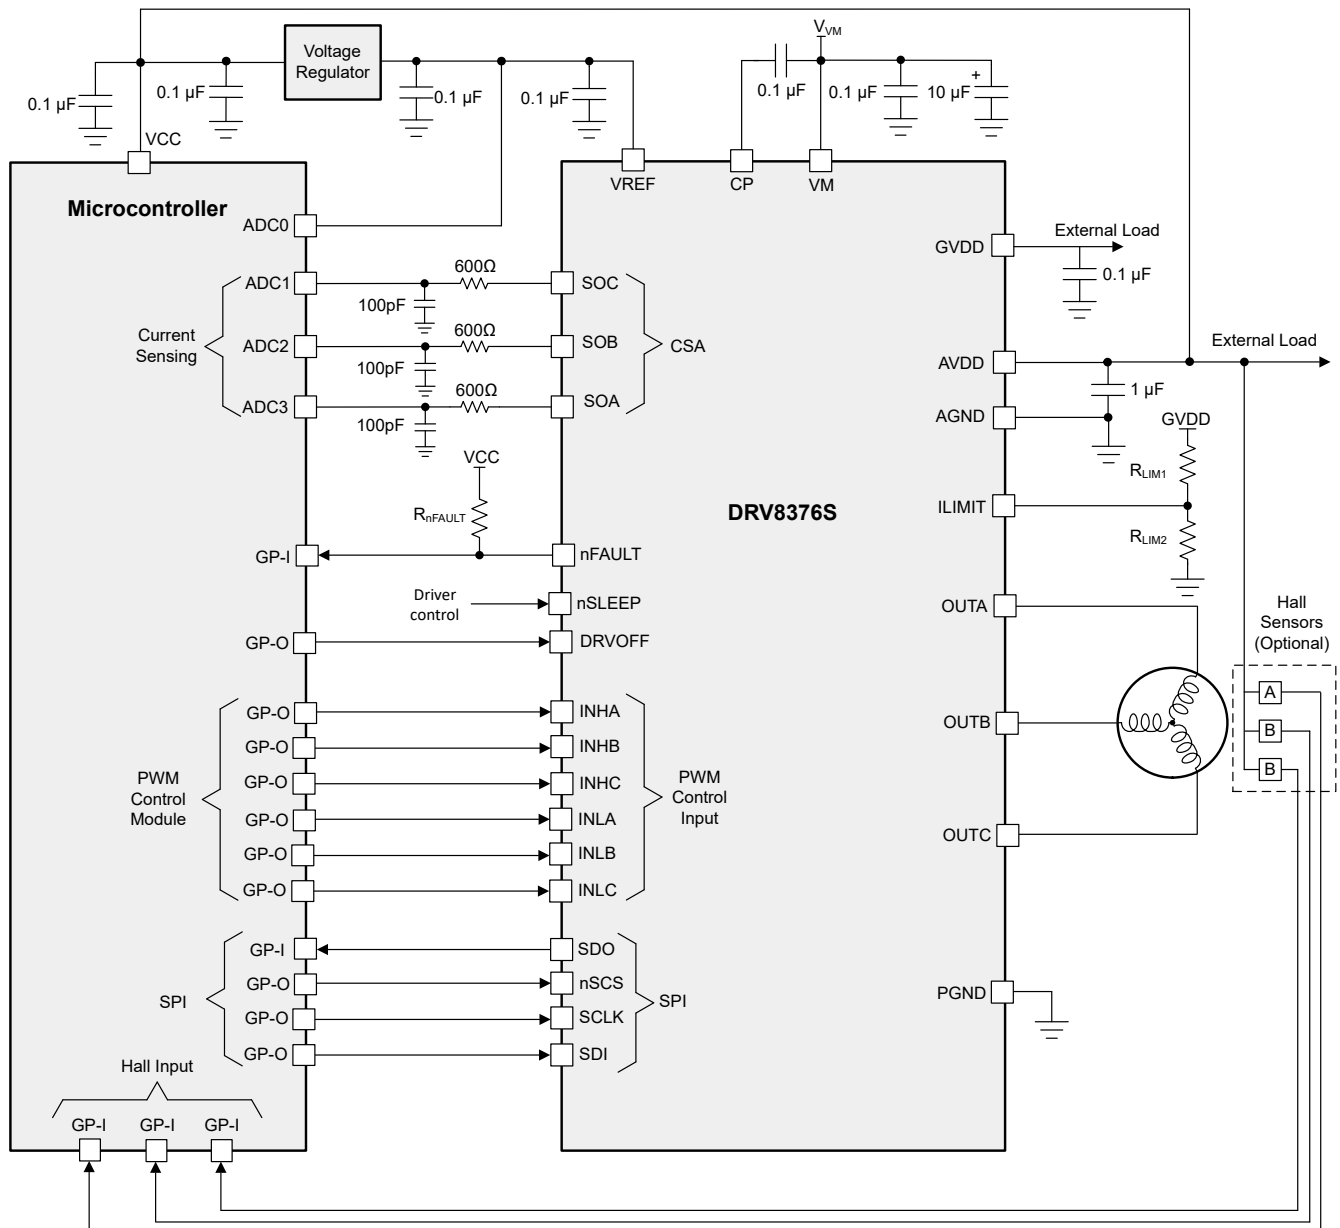 Voltage
Regulator
0.1 µF
0.1 µF
0.1 µF
0.1 µF
V_VM
0.1 µF
0.1 µF
+
10 µF
VCC
VREF
CP
VM
Microcontroller
ADC0
ADC1
ADC2
ADC3
Current
Sensing
600Ω
100pF
600Ω
100pF
600Ω
100pF
SOC
SOB
SOA
CSA
VCC
R_nFAULT
GP-I
nFAULT
Driver
control
nSLEEP
GP-O
DRVOFF
DRV8376S
GVDD
External Load
0.1 µF
AVDD
External Load
1 µF
AGND
GVDD
R_LIM1
ILIMIT
R_LIM2
OUTA
OUTB
OUTC
PGND
Hall
Sensors
(Optional)
A
B
B
PWM
Control
Module
GP-O
GP-O
GP-O
GP-O
GP-O
GP-O
INHA
INHB
INHC
INLA
INLB
INLC
PWM
Control
Input
SPI
GP-I
GP-O
GP-O
GP-O
SDO
nSCS
SCLK
SDI
SPI
Hall Input
GP-I
GP-I
GP-I